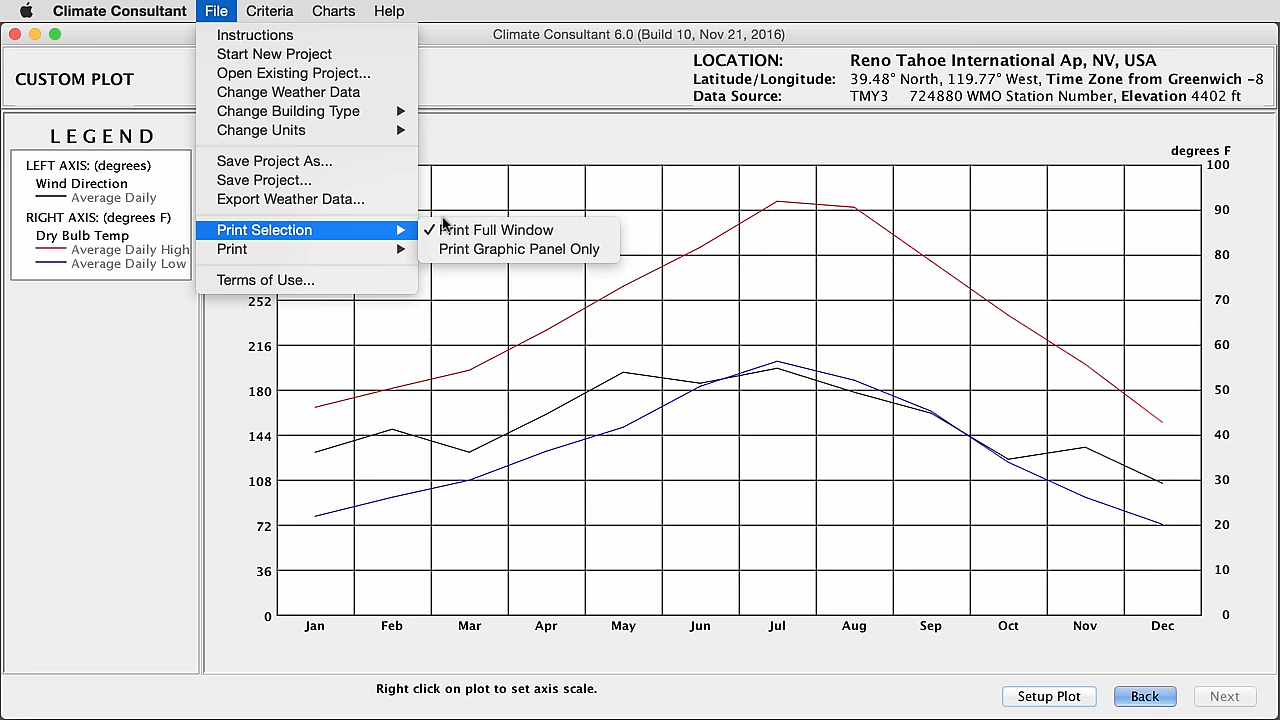 Climate Consultant File Criteria Charts Help
Climate Consultant 6.0 (Build 10, Nov 21, 2016)
CUSTOM PLOT
LOCATION: Reno Tahoe International Ap, NV, USA
Latitude/Longitude: 39.48° North, 119.77° West, Time Zone from Greenwich -8
Data Source: TMY3 724880 WMO Station Number, Elevation 4402 ft
Instructions
Start New Project
Open Existing Project...
Change Weather Data
Change Building Type
Change Units
Save Project As...
Save Project...
Export Weather Data...
Print Selection
Print
Terms of Use...
Print Full Window
Print Graphic Panel Only
LEGEND
LEFT AXIS: (degrees)
Wind Direction
Average Daily
RIGHT AXIS: (degrees F)
Dry Bulb Temp
Average Daily High
Average Daily Low
degrees F
100
90
80
252 70
216 60
180 50
144 40
108 30
72 20
36 10
0 0
Jan Feb Mar Apr May Jun Jul Aug Sep Oct Nov Dec
Right click on plot to set axis scale.
Setup Plot Back Next